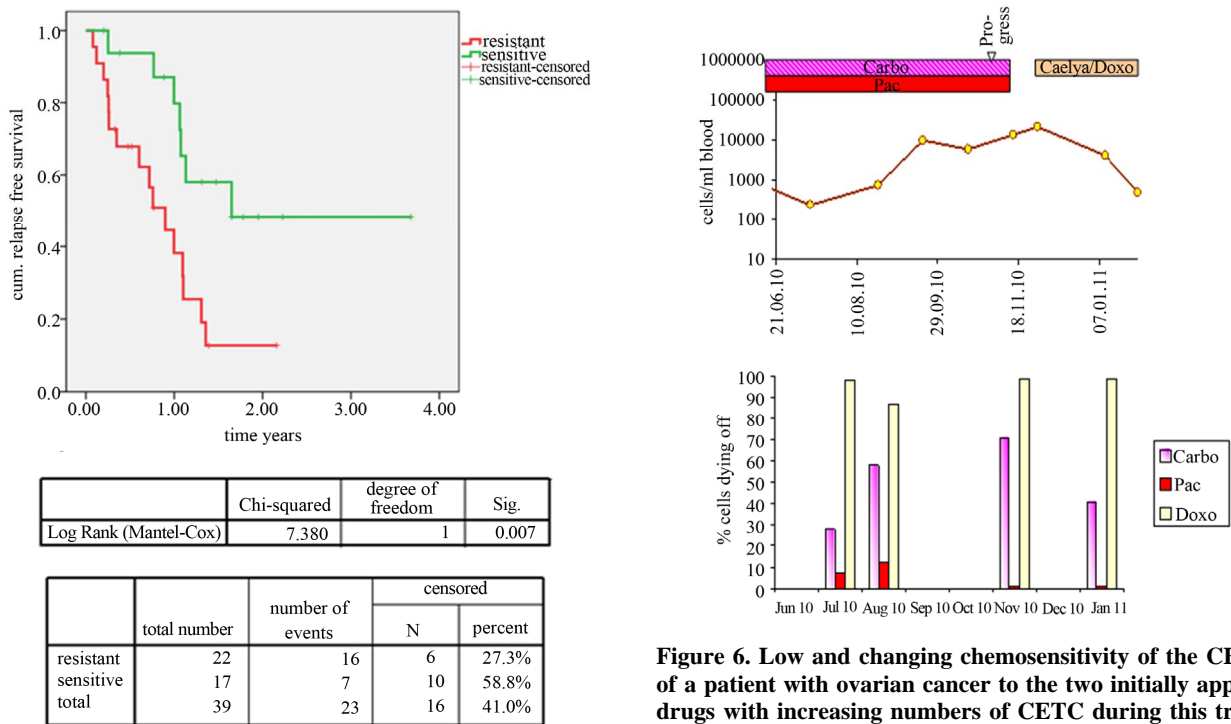 1.0
0.8
0.6
0.4
0.2
0.0
cum. relapse free survival
0.00 1.00 2.00 3.00 4.00
time years
resistant
sensitive
resistant-censored
sensitive-censored
Chi-squared degree of freedom Sig.
Log Rank (Mantel-Cox) 7.380 1 0.007
total number number of events censored
N percent
resistant 22 16 6 27.3%
sensitive 17 7 10 58.8%
total 39 23 16 41.0%
Pro-
gress
Carbo
Pac
Caelya/Doxo
1000000
100000
10000
1000
100
10
cells/ml blood
21.06.10 10.08.10 29.09.10 18.11.10 07.01.11
100
90
80
70
60
50
40
30
20
10
0
% cells dying off
Jun 10 Jul 10 Aug 10 Sep 10 Oct 10 Nov 10 Dec 10 Jan 11
Carbo
Pac
Doxo
Figure 6. Low and changing chemosensitivity of the CE
of a patient with ovarian cancer to the two initially app
drugs with increasing numbers of CETC during this tr